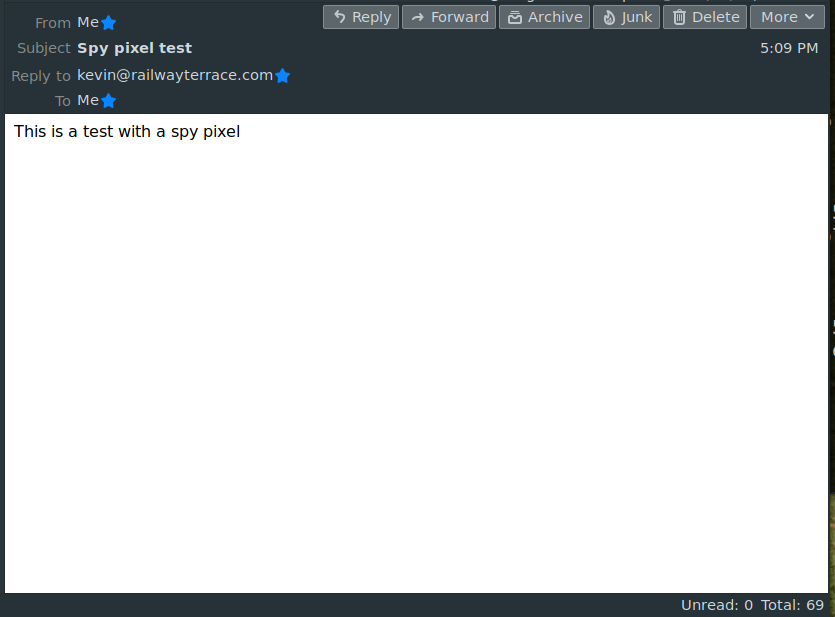 From Me
Reply Forward Archive Junk Delete More
Subject Spy pixel test
5:09 PM
Reply to kevin@railwayterrace.com
To Me
This is a test with a spy pixel
Unread: 0 Total: 69